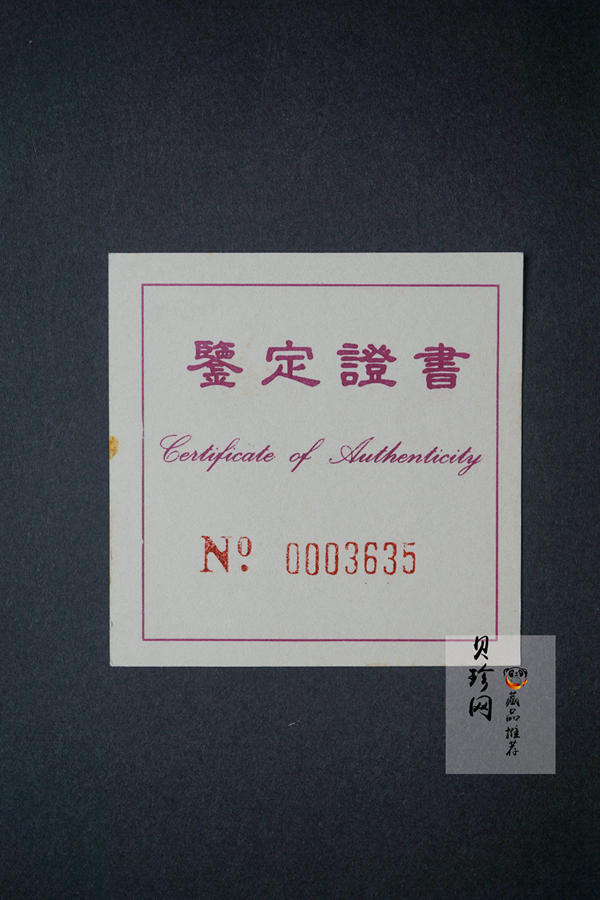 鑒定證書
Certificate of Authenticity
Nº. 0003635
贝珍网
藏品推荐